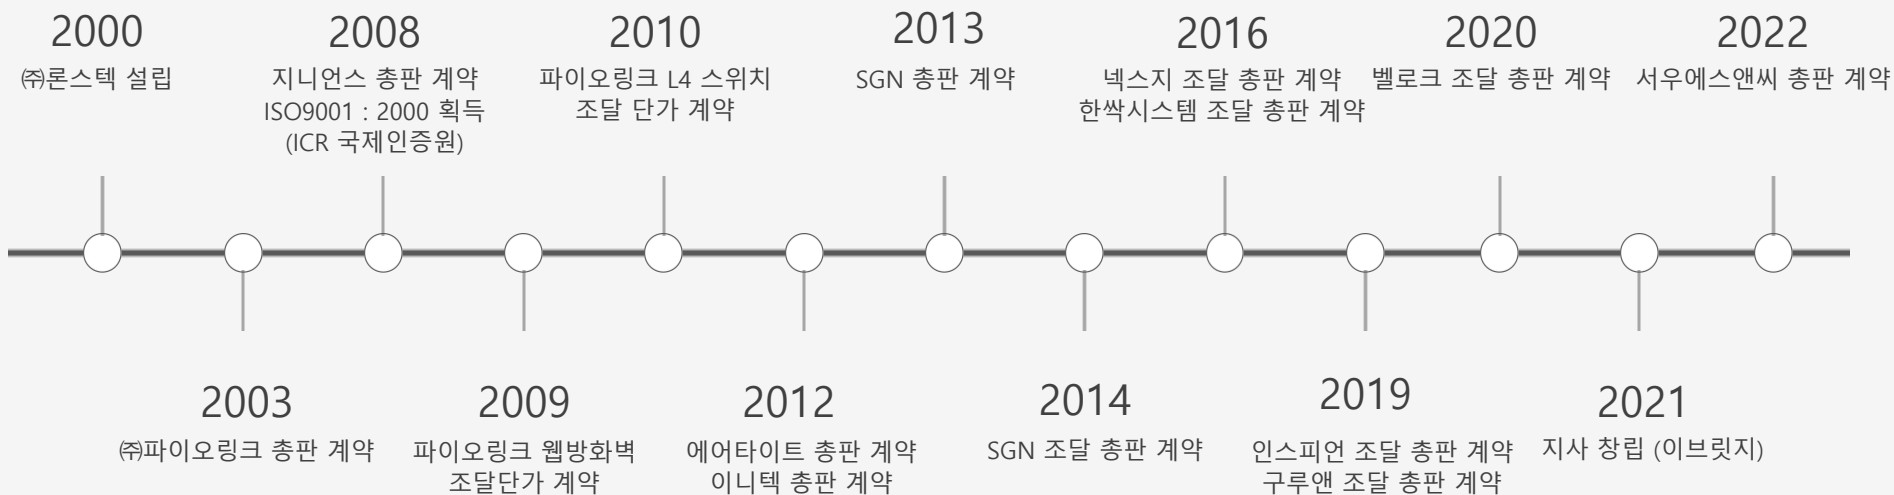 2000
㈜론스텍 설립
2008
지니언스 총판 계약
ISO9001 : 2000 획득
(ICR 국제인증원)
2010
파이오링크 L4 스위치
조달 단가 계약
2013
SGN 총판 계약
2016
넥스지 조달 총판 계약
한싹시스템 조달 총판 계약
2020
벨로크 조달 총판 계약
2022
서우에스앤씨 총판 계약
2003
㈜파이오링크 총판 계약
2009
파이오링크 웹방화벽
조달단가 계약
2012
에어타이트 총판 계약
이니텍 총판 계약
2014
SGN 조달 총판 계약
2019
인스피언 조달 총판 계약
구루앤 조달 총판 계약
2021
지사 창립 (이브릿지)